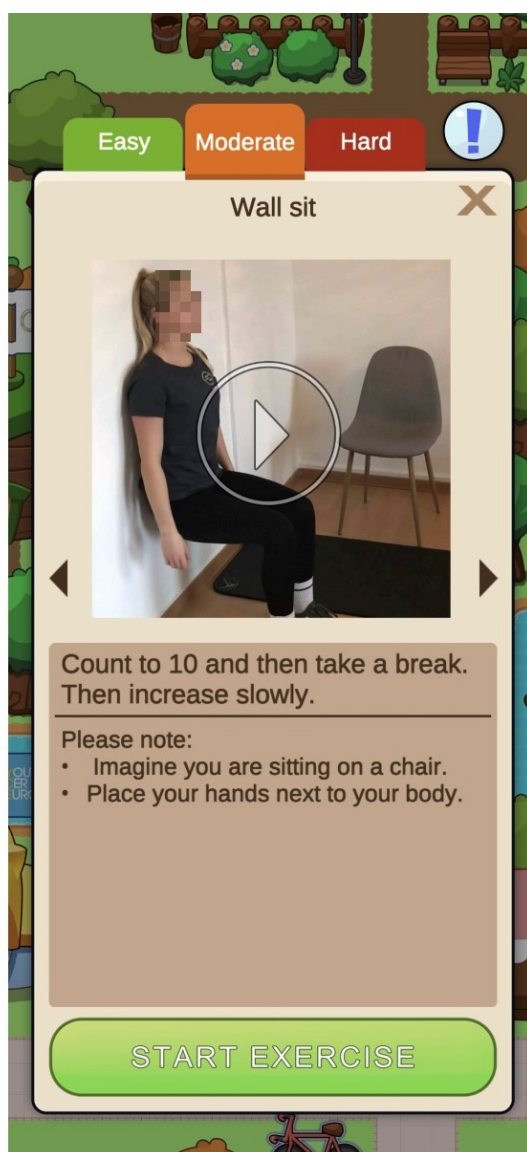 Easy
Moderate
Hard
Wall sit
Count to 10 and then take a break.
Then increase slowly.
Please note:
• Imagine you are sitting on a chair.
• Place your hands next to your body.
START EXERCISE